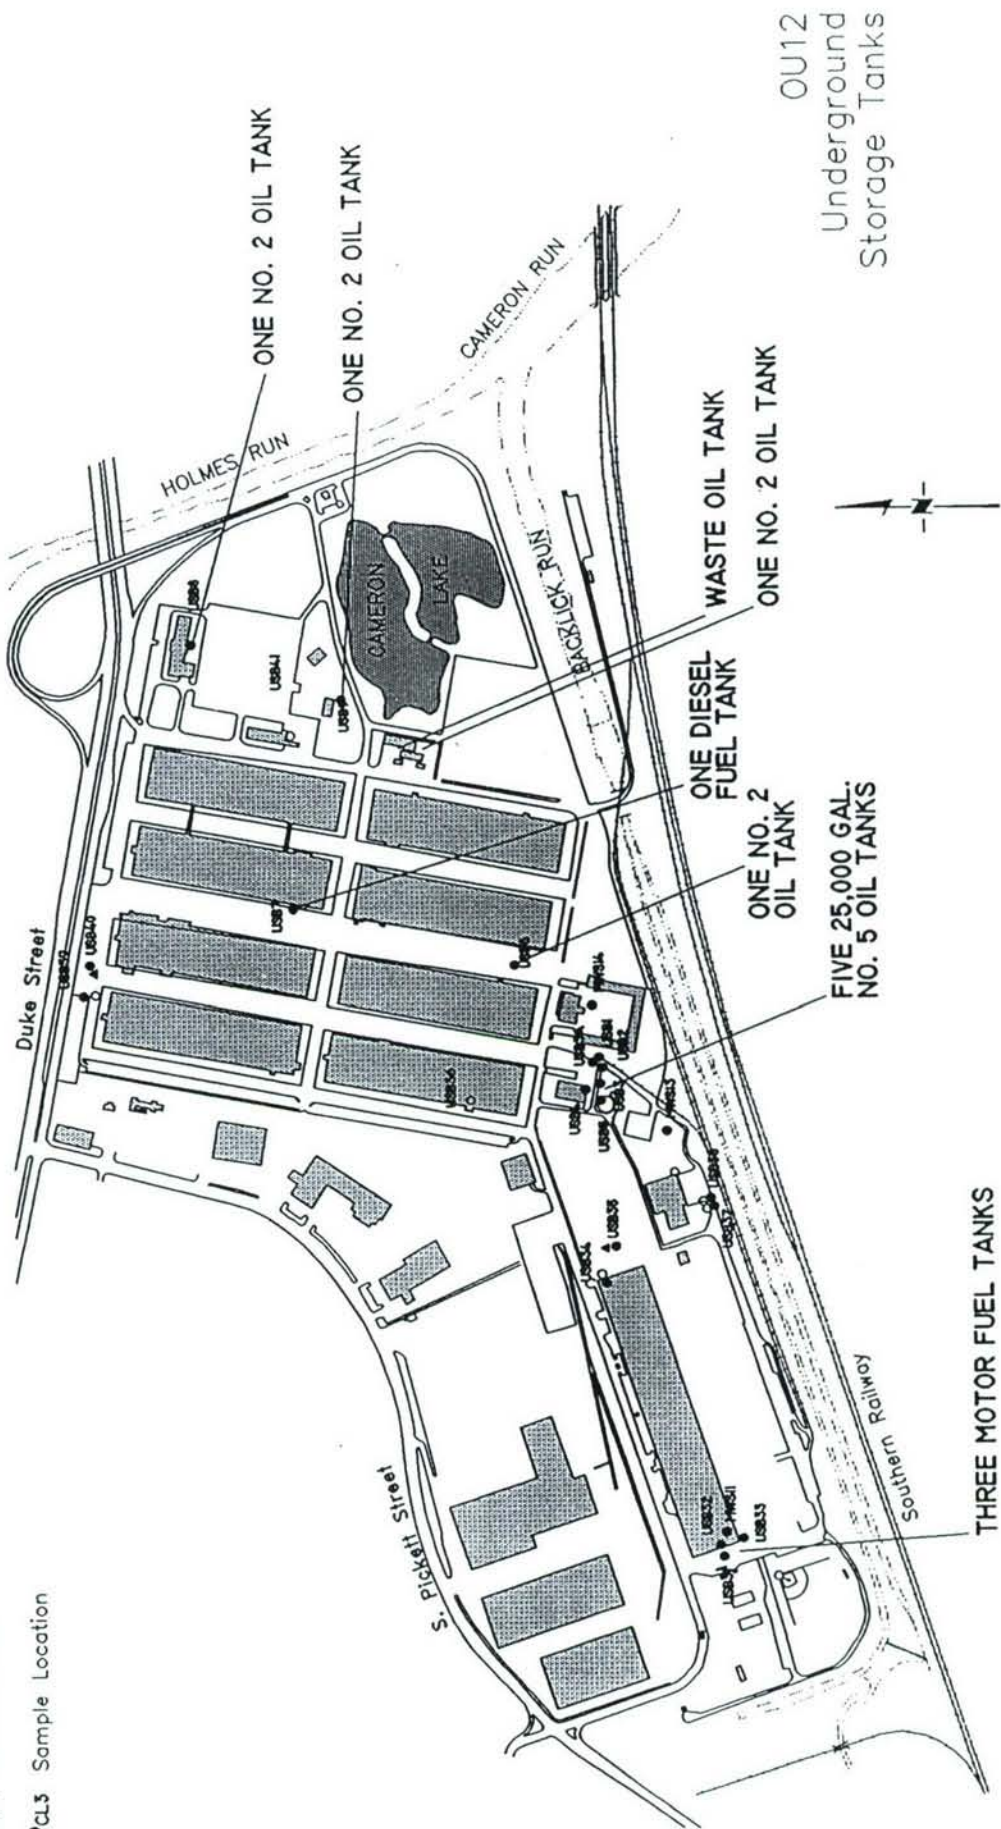 PCLS Sample Location
Duke Street
S. Pickett Street
Southern Railway
HOLMES RUN
CAMERON RUN
BACKLICK RUN
CAMERON
LAKE
ONE NO. 2 OIL TANK
ONE NO. 2 OIL TANK
WASTE OIL TANK
ONE NO. 2 OIL TANK
ONE DIESEL
FUEL TANK
ONE NO. 2
OIL TANK
FIVE 25,000 GAL.
NO. 5 OIL TANKS
THREE MOTOR FUEL TANKS
USB40
USB41
USB7
USB36
USB34
USB35
USB37
USB32
USB33
OU12
Underground
Storage Tanks
N